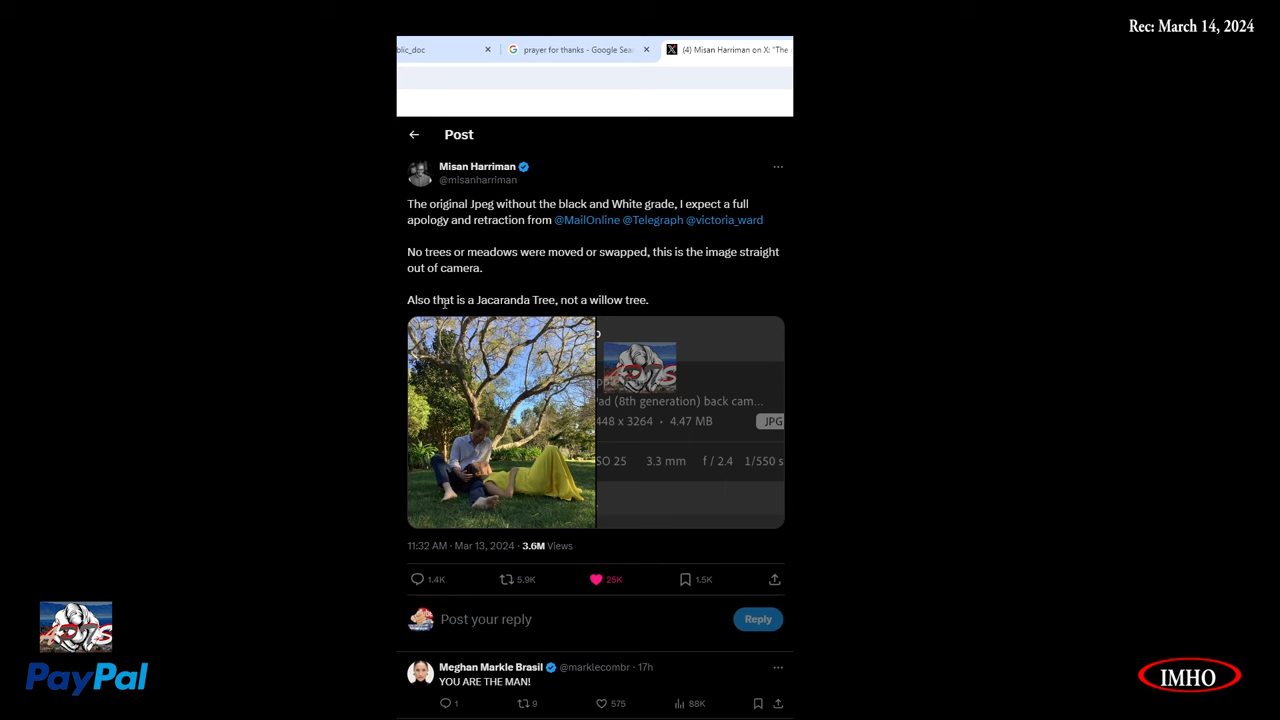 Rec: March 14, 2024
blic_doc
prayer for thanks - Google Sea
(4) Misan Harriman on X: "The
Post
Misan Harriman
@misanharriman
The original Jpeg without the black and White grade, I expect a full
apology and retraction from @MailOnline @Telegraph @victoria_ward
No trees or meadows were moved or swapped, this is the image straight
out of camera.
Also that is a Jacaranda Tree, not a willow tree.
Pad (8th generation) back cam...
448 x 3264 • 4.47 MB
JPG
SO 25 3.3 mm f / 2.4 1/550 s
11:32 AM · Mar 13, 2024 · 3.6M Views
1.4K 5.9K 25K 1.5K
Post your reply
Reply
Meghan Markle Brasil @marklecombr · 17h
YOU ARE THE MAN!
1 9 575 88K
PayPal
IMHO